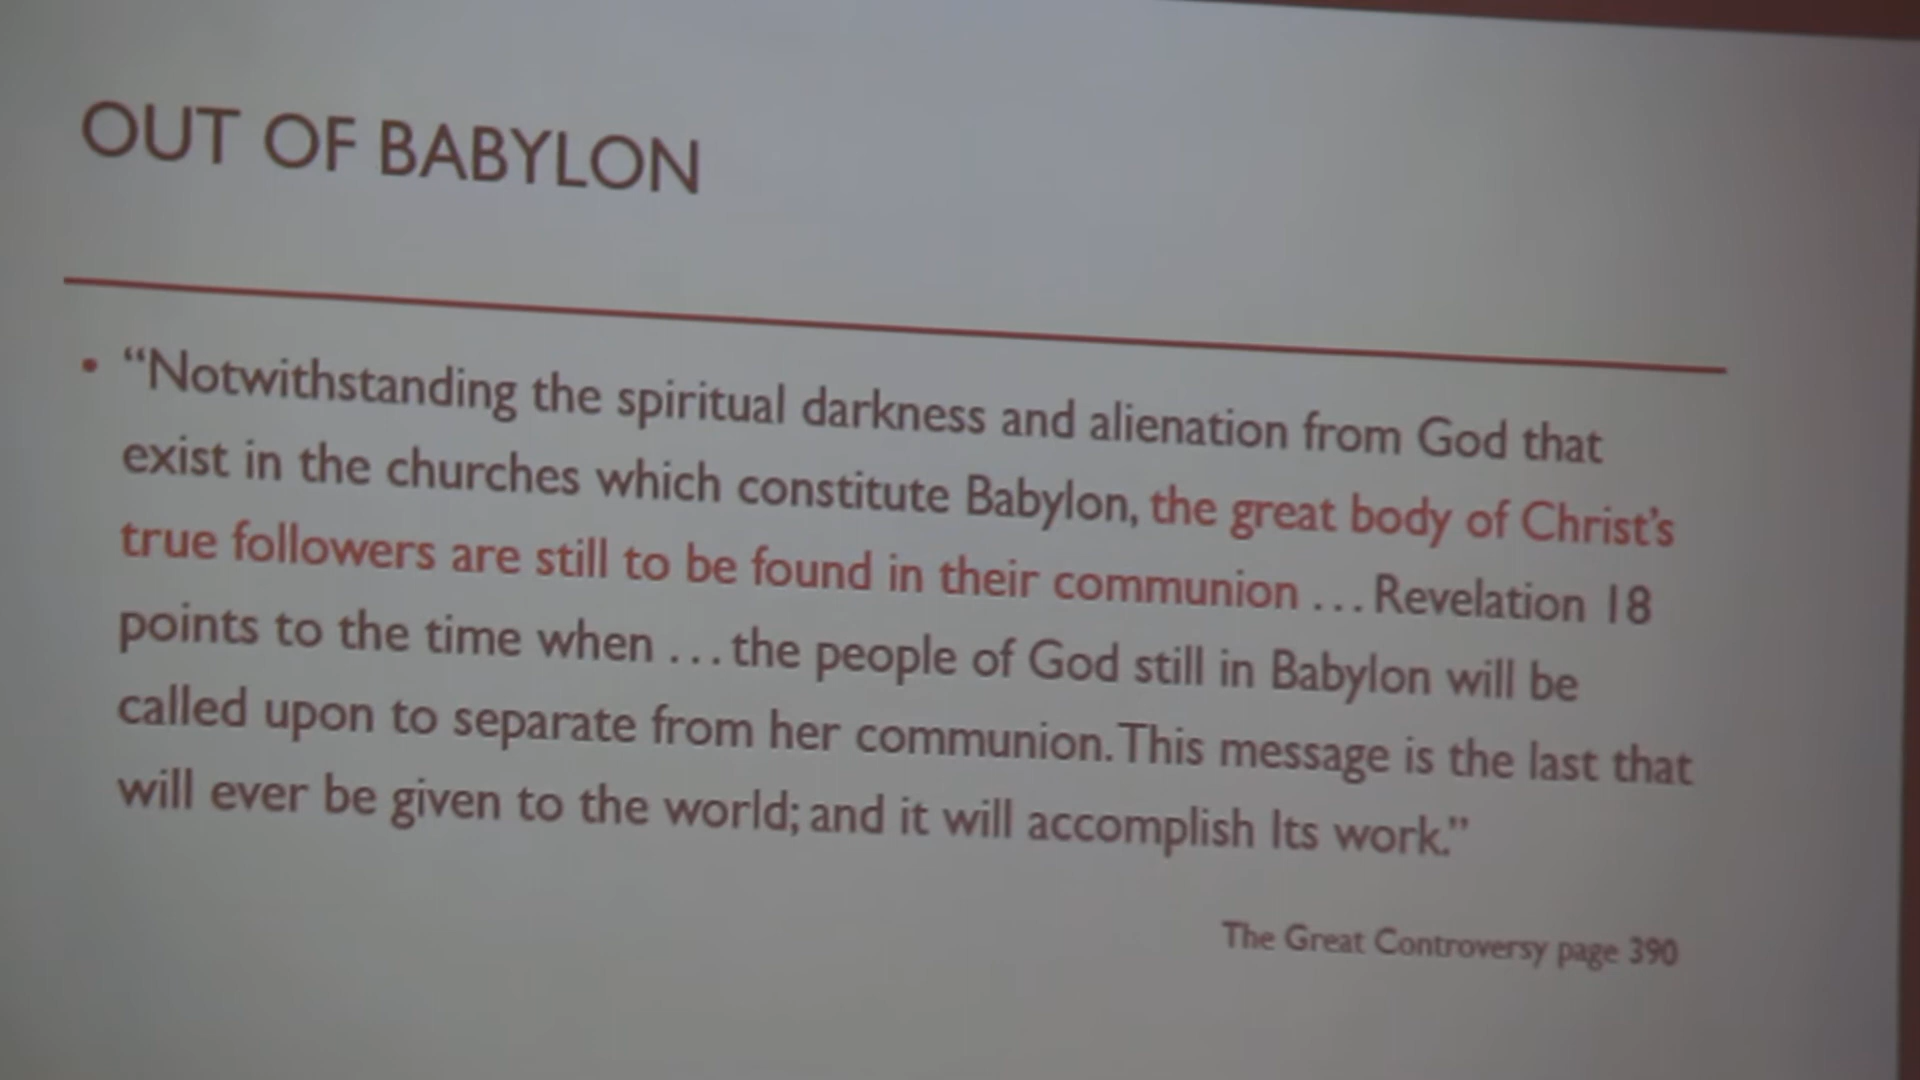 OUT OF BABYLON
• “Notwithstanding the spiritual darkness and alienation from God that
exist in the churches which constitute Babylon, the great body of Christ’s
true followers are still to be found in their communion ... Revelation 18
points to the time when ... the people of God still in Babylon will be
called upon to separate from her communion. This message is the last that
will ever be given to the world; and it will accomplish Its work.”
The Great Controversy page 390